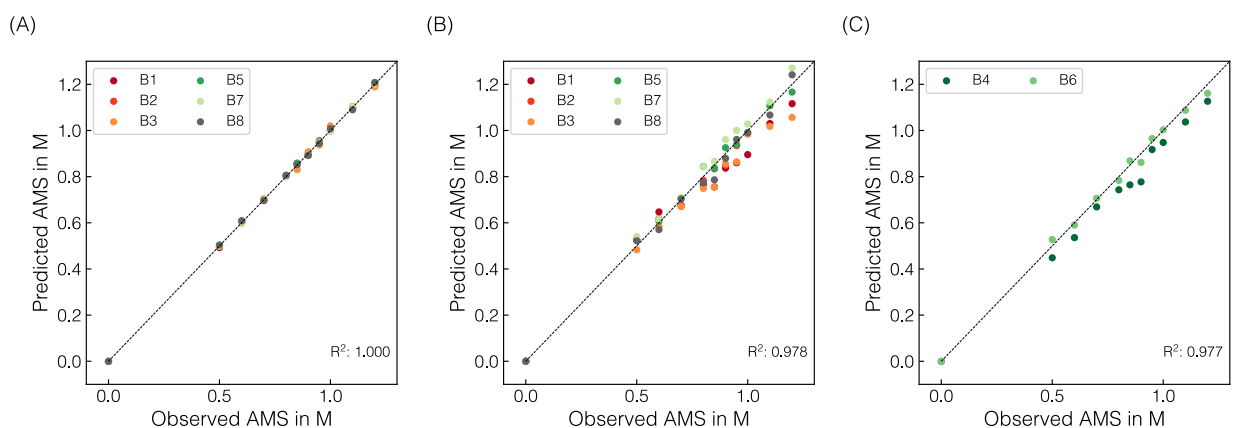 (A)
(B)
(C)
B1 B5
B2 B7
B3 B8
1.2
1.0
0.8
0.6
0.4
0.2
0.0
Predicted AMS in M
R²: 1.000
0.0 0.5 1.0
Observed AMS in M
B1 B5
B2 B7
B3 B8
1.2
1.0
0.8
0.6
0.4
0.2
0.0
Predicted AMS in M
R²: 0.978
0.0 0.5 1.0
Observed AMS in M
B4 B6
1.2
1.0
0.8
0.6
0.4
0.2
0.0
Predicted AMS in M
R²: 0.977
0.0 0.5 1.0
Observed AMS in M